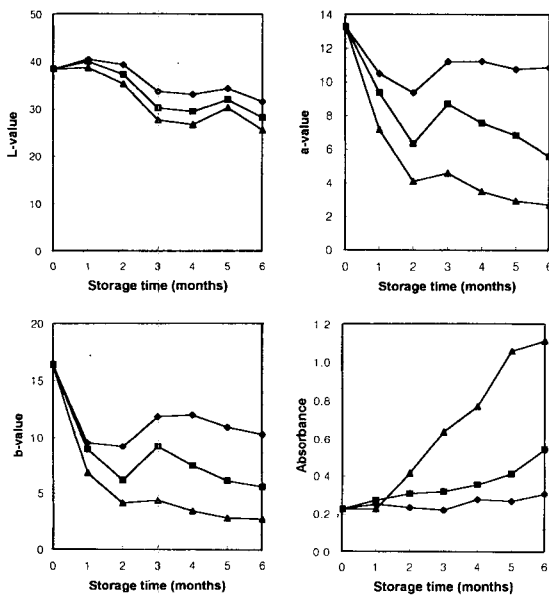 50
40
30
20
10
0
L-value
0 1 2 3 4 5 6
Storage time (months)
14
12
10
8
6
4
2
0
a-value
0 1 2 3 4 5 6
Storage time (months)
20
15
10
5
0
b-value
0 1 2 3 4 5 6
Storage time (months)
1.2
1.0
0.8
0.6
0.4
0.2
0.0
Absorbance
0 1 2 3 4 5 6
Storage time (months)